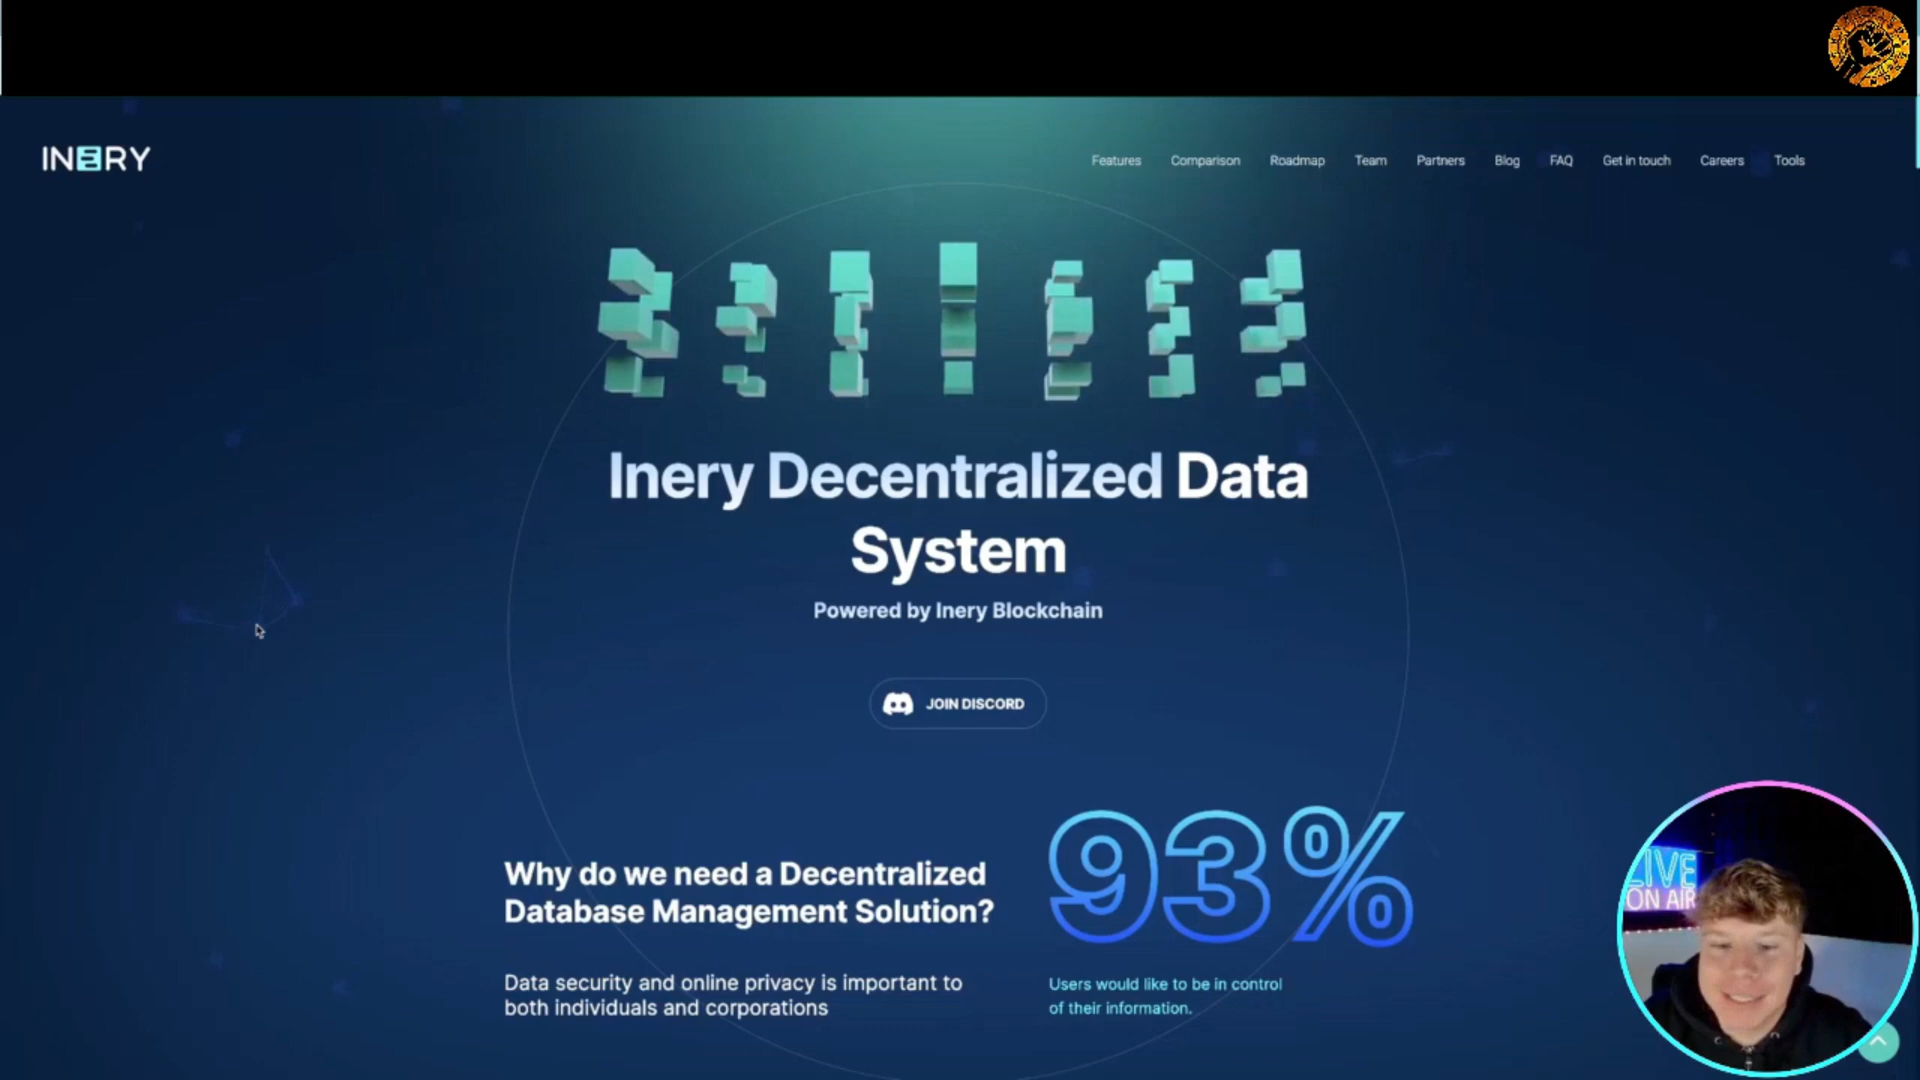 INERY
Features Comparison Roadmap Team Partners Blog FAQ Get in touch Careers Tools
Inery Decentralized Data
System
Powered by Inery Blockchain
JOIN DISCORD
93%
Why do we need a Decentralized
Database Management Solution?
Data security and online privacy is important to
both individuals and corporations
Users would like to be in control
of their information.
LIVE
ON AIR